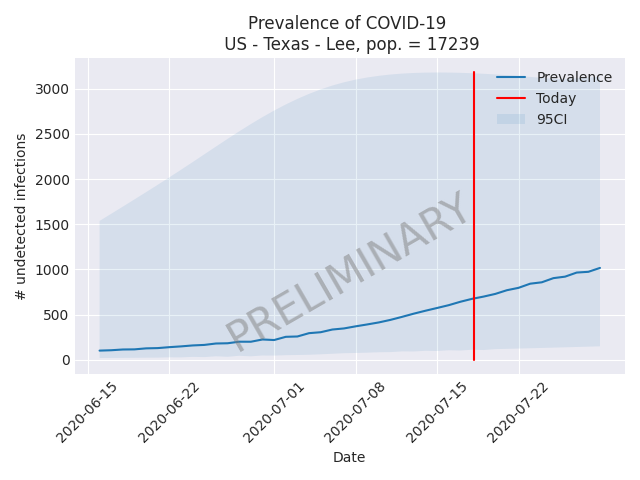 Prevalence of COVID-19
US - Texas - Lee, pop. = 17239
Prevalence
Today
95CI
# undetected infections
3000
2500
2000
1500
1000
500
0
PRELIMINARY
2020-06-15
2020-06-22
2020-07-01
2020-07-08
2020-07-15
2020-07-22
Date